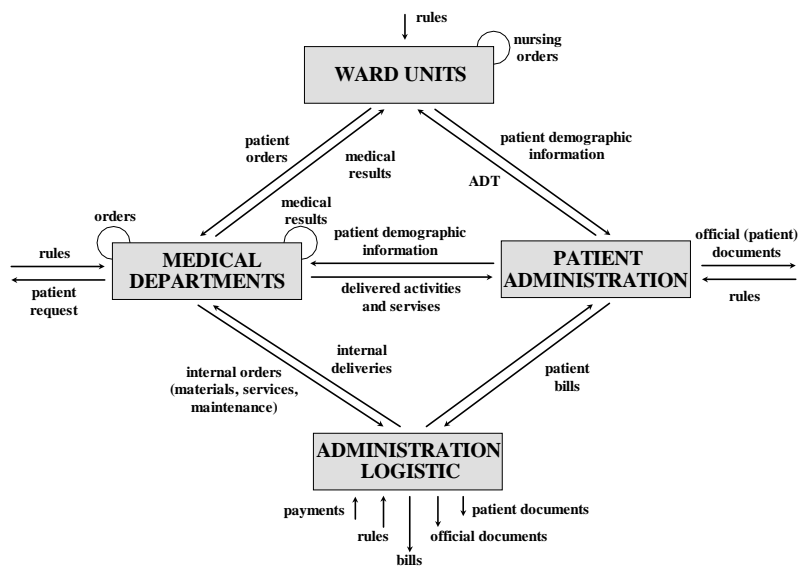 rules
nursing
orders
WARD UNITS
patient
orders
medical
results
patient demographic
information
ADT
orders
medical
results
rules
patient
request
MEDICAL
DEPARTMENTS
patient demographic
information
delivered activities
and servises
PATIENT
ADMINISTRATION
official (patient)
documents
rules
internal orders
(materials, services,
maintenance)
internal
deliveries
patient
bills
ADMINISTRATION
LOGISTIC
payments
rules
bills
official documents
patient documents